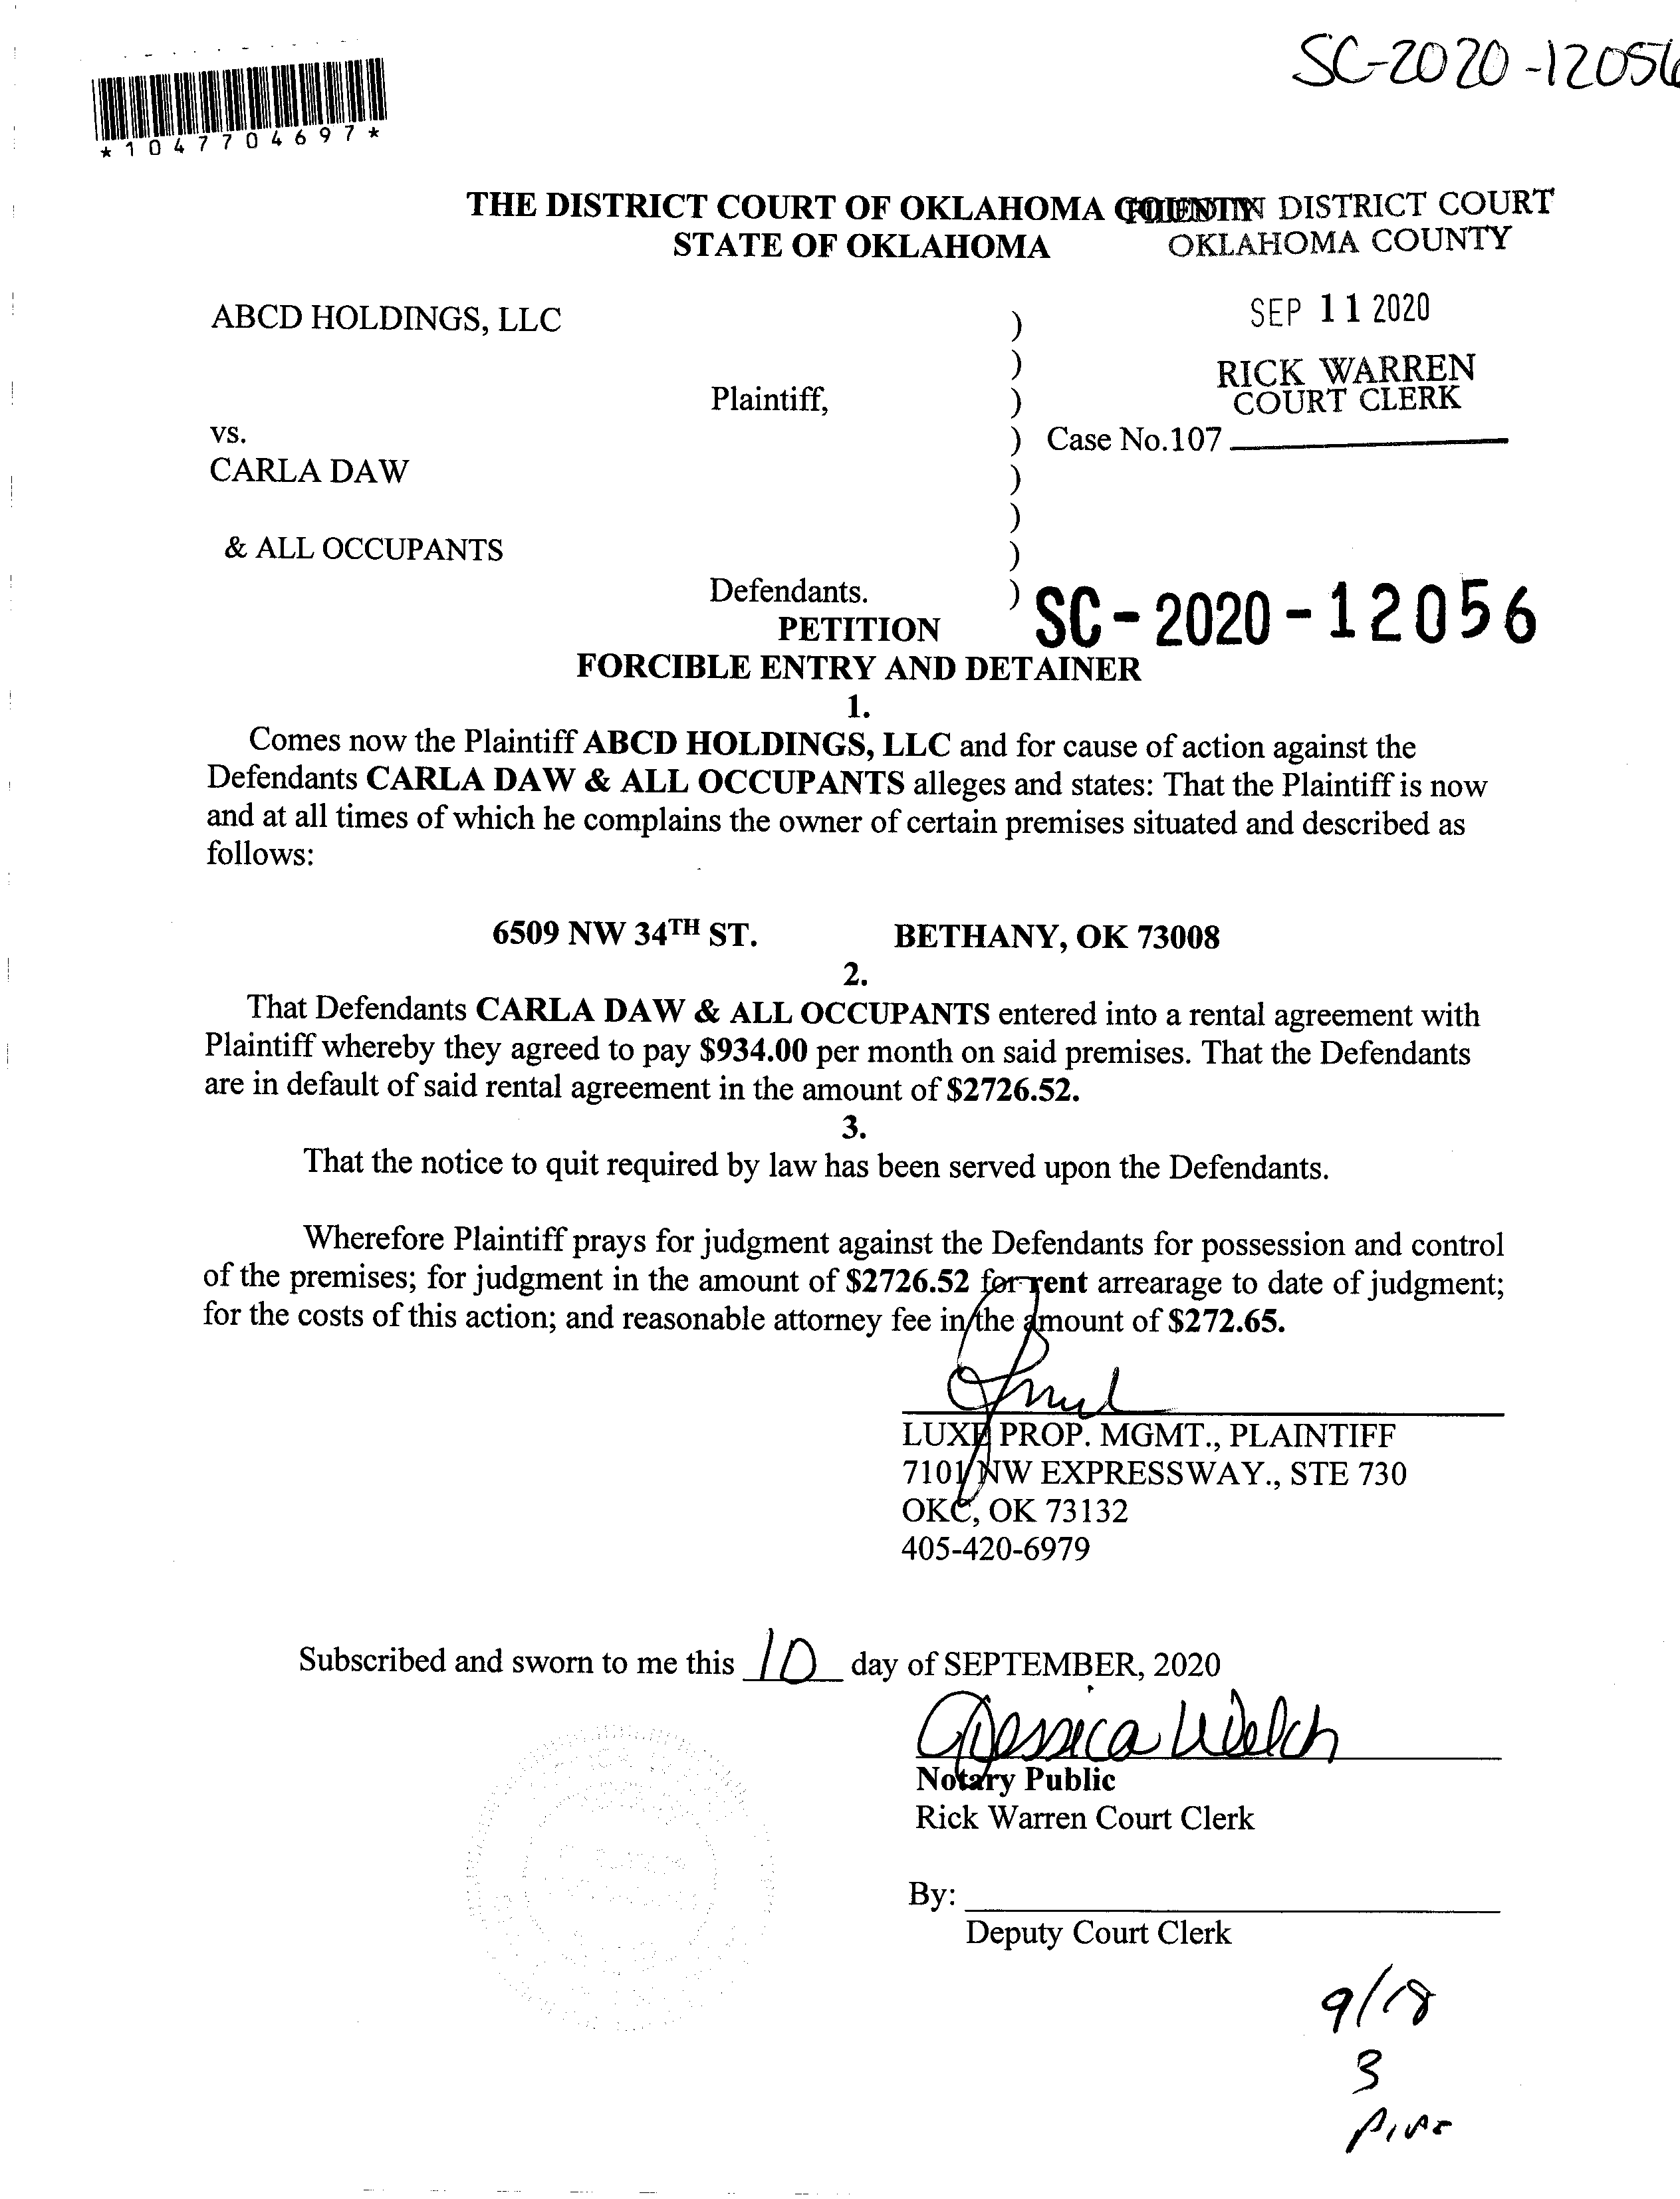 SC-2020-12056
*1047704697*
THE DISTRICT COURT OF OKLAHOMA COUNTY
STATE OF OKLAHOMA
FILED IN DISTRICT COURT
OKLAHOMA COUNTY
SEP 11 2020
RICK WARREN
COURT CLERK
ABCD HOLDINGS, LLC )
)
Plaintiff, )
vs. ) Case No.107
CARLA DAW )
)
& ALL OCCUPANTS )
Defendants. )
SC-2020-12056
PETITION
FORCIBLE ENTRY AND DETAINER
1.
Comes now the Plaintiff ABCD HOLDINGS, LLC and for cause of action against the
Defendants CARLA DAW & ALL OCCUPANTS alleges and states: That the Plaintiff is now
and at all times of which he complains the owner of certain premises situated and described as
follows:
6509 NW 34TH ST. BETHANY, OK 73008
2.
That Defendants CARLA DAW & ALL OCCUPANTS entered into a rental agreement with
Plaintiff whereby they agreed to pay $934.00 per month on said premises. That the Defendants
are in default of said rental agreement in the amount of $2726.52.
3.
That the notice to quit required by law has been served upon the Defendants.
Wherefore Plaintiff prays for judgment against the Defendants for possession and control
of the premises; for judgment in the amount of $2726.52 for rent arrearage to date of judgment;
for the costs of this action; and reasonable attorney fee in the amount of $272.65.
LUXE PROP. MGMT., PLAINTIFF
7101 NW EXPRESSWAY., STE 730
OKC, OK 73132
405-420-6979
Subscribed and sworn to me this 10 day of SEPTEMBER, 2020
Jessica Welch
Notary Public
Rick Warren Court Clerk
By:
Deputy Court Clerk
9/18
3